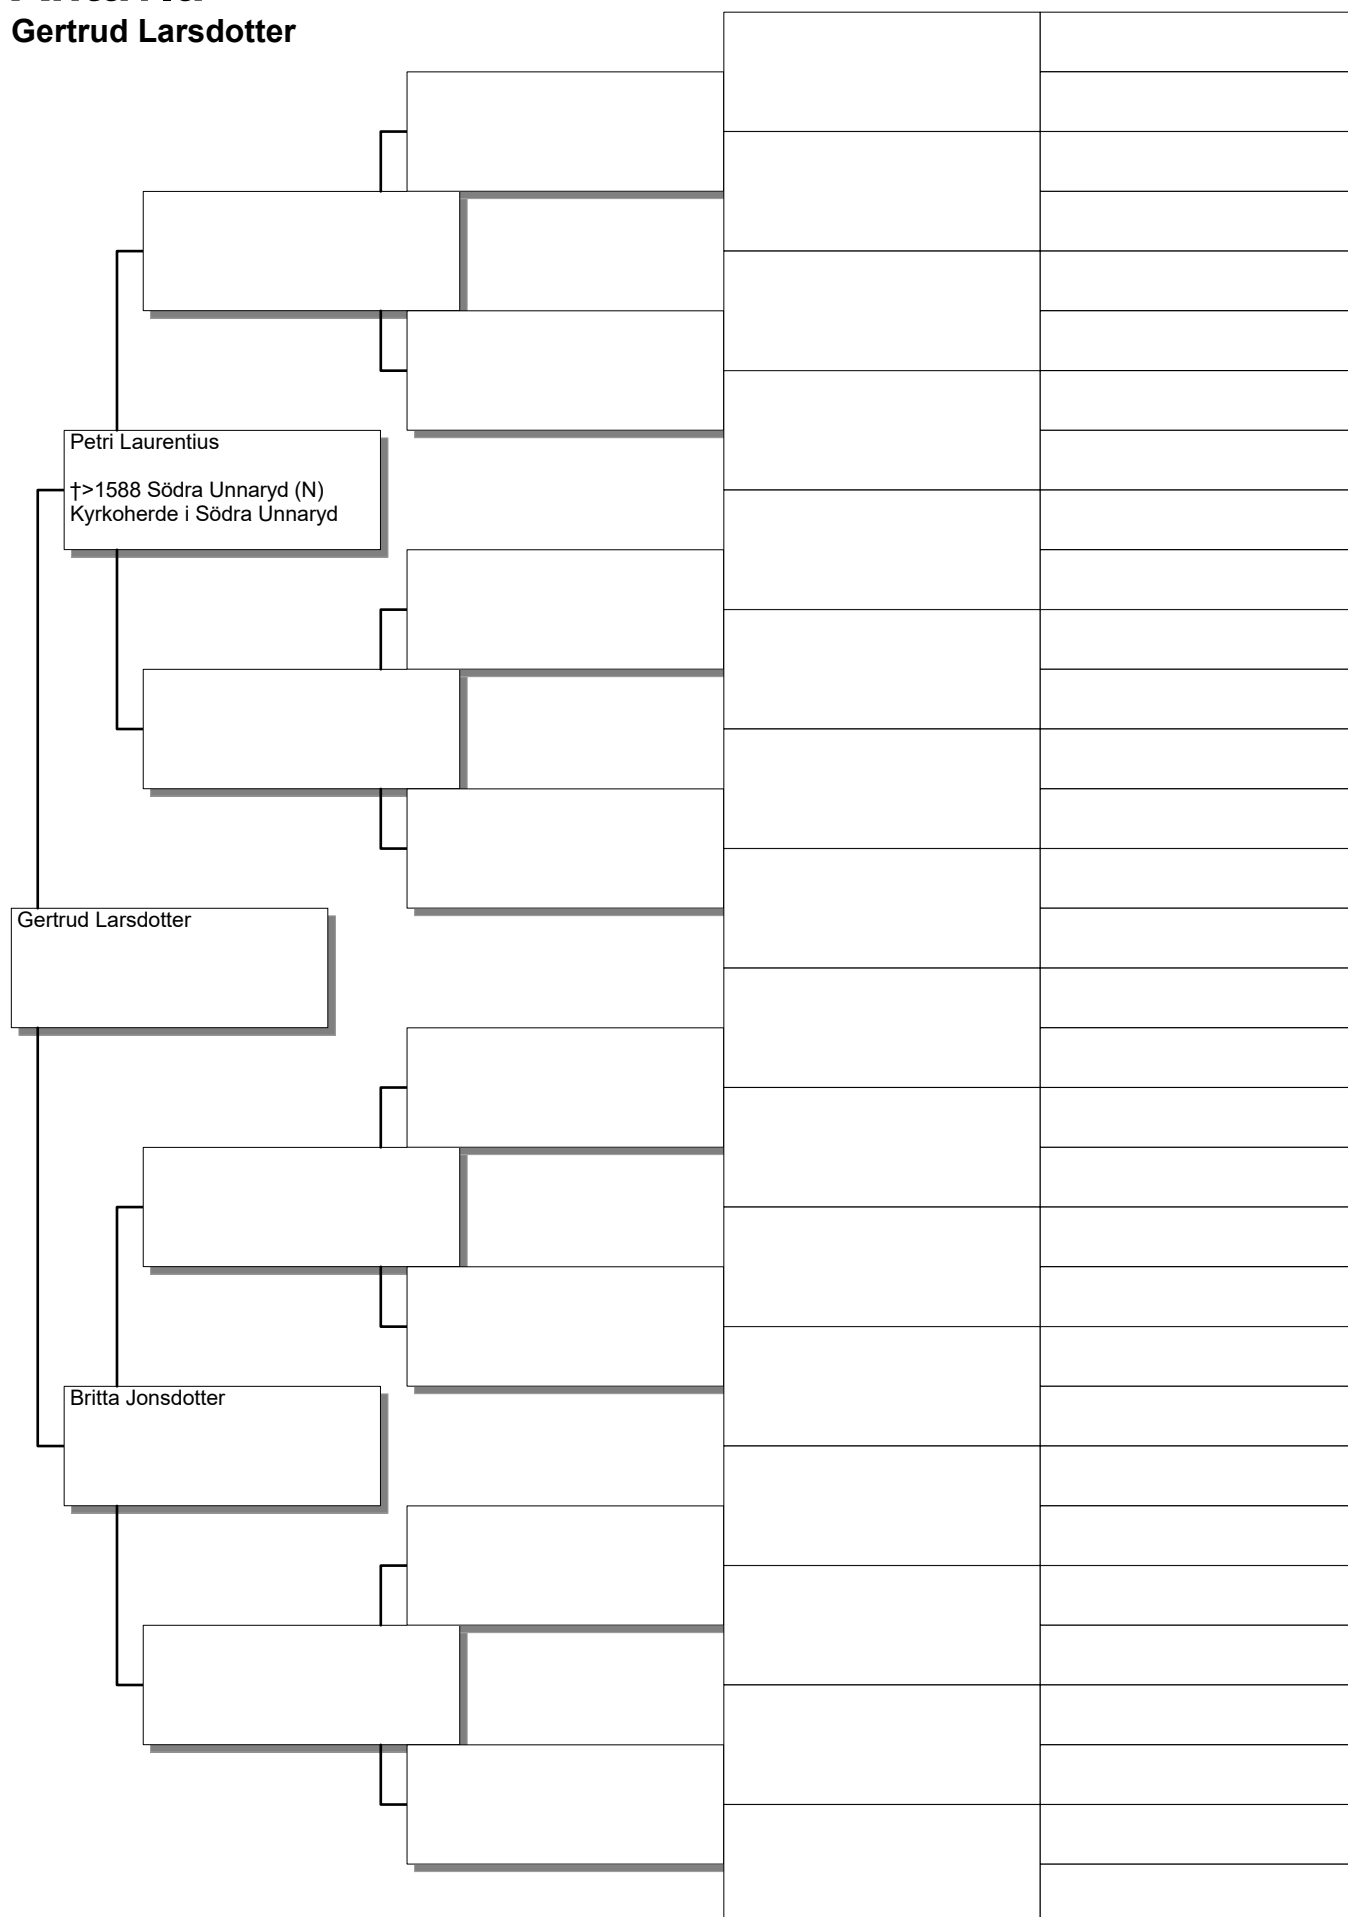 Gertrud Larsdotter
Petri Laurentius
†>1588 Södra Unnaryd (N)
Kyrkoherde i Södra Unnaryd
Gertrud Larsdotter
Britta Jonsdotter